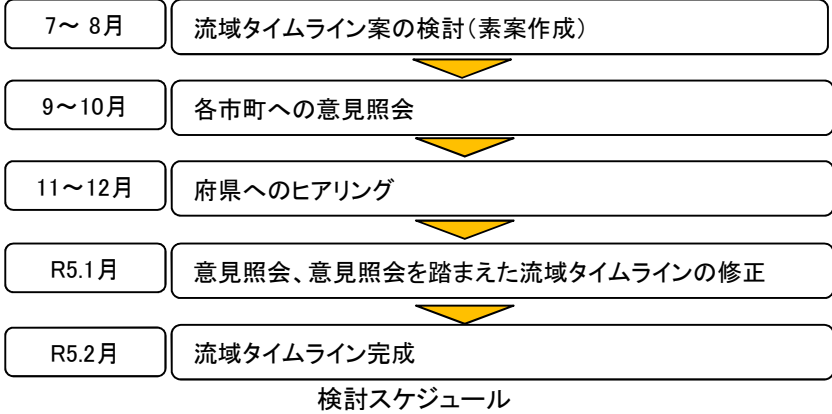 7～ 8月
流域タイムライン案の検討（素案作成）
9～10月
各市町への意見照会
11～12月
府県へのヒアリング
R5.1月
意見照会、意見照会を踏まえた流域タイムラインの修正
R5.2月
流域タイムライン完成
検討スケジュール